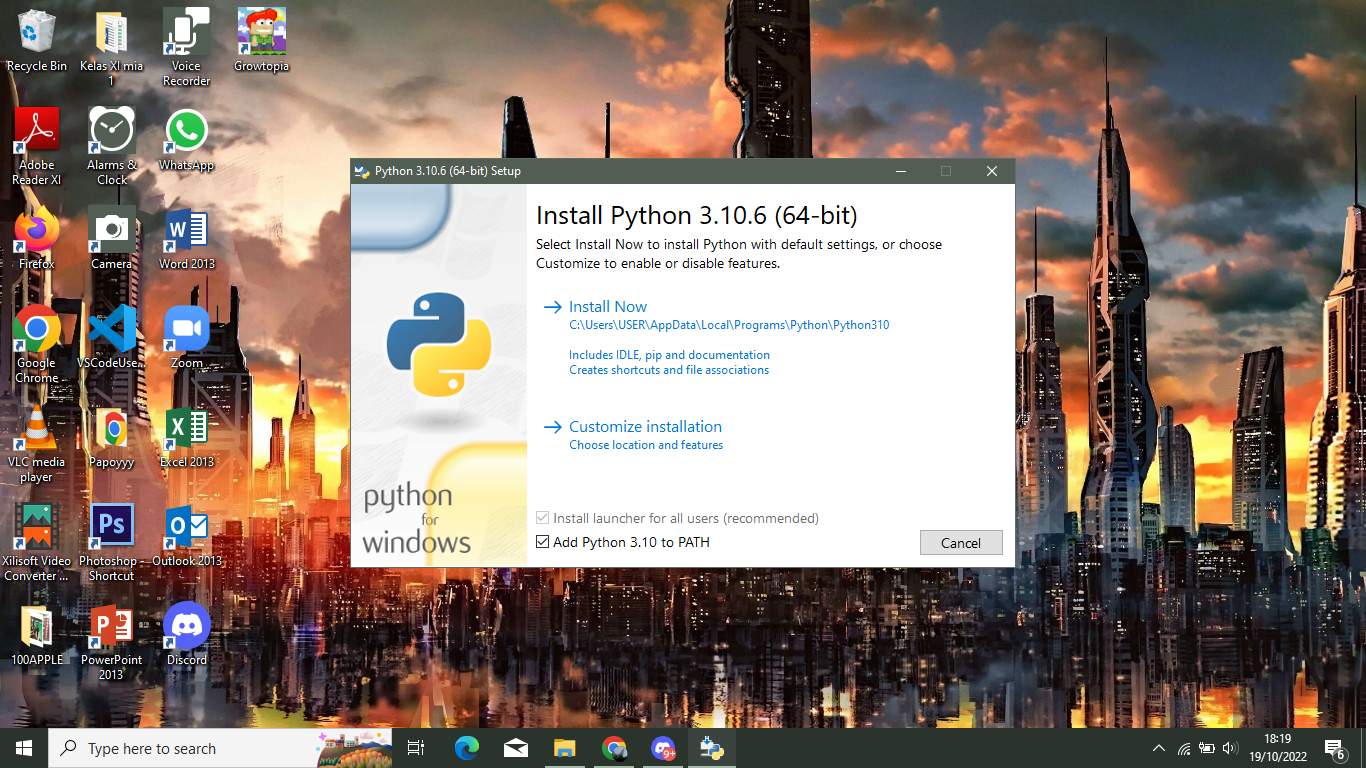 Recycle Bin
Kelas XI mia
1
Voice
Recorder
Growtopia
Adobe
Reader XI
Alarms &
Clock
WhatsApp
Firefox
Camera
Word 2013
Google
Chrome
VSCodeUse...
Zoom
VLC media
player
Papoyyy
Excel 2013
Xilisoft Video
Converter ...
Photoshop -
Shortcut
Outlook 2013
100APPLE
PowerPoint
2013
Discord
Python 3.10.6 (64-bit) Setup
Install Python 3.10.6 (64-bit)
Select Install Now to install Python with default settings, or choose
Customize to enable or disable features.
Install Now
C:\Users\USER\AppData\Local\Programs\Python\Python310
Includes IDLE, pip and documentation
Creates shortcuts and file associations
Customize installation
Choose location and features
python
for
windows
Install launcher for all users (recommended)
Add Python 3.10 to PATH
Cancel
Type here to search
9+
18:19
19/10/2022
6